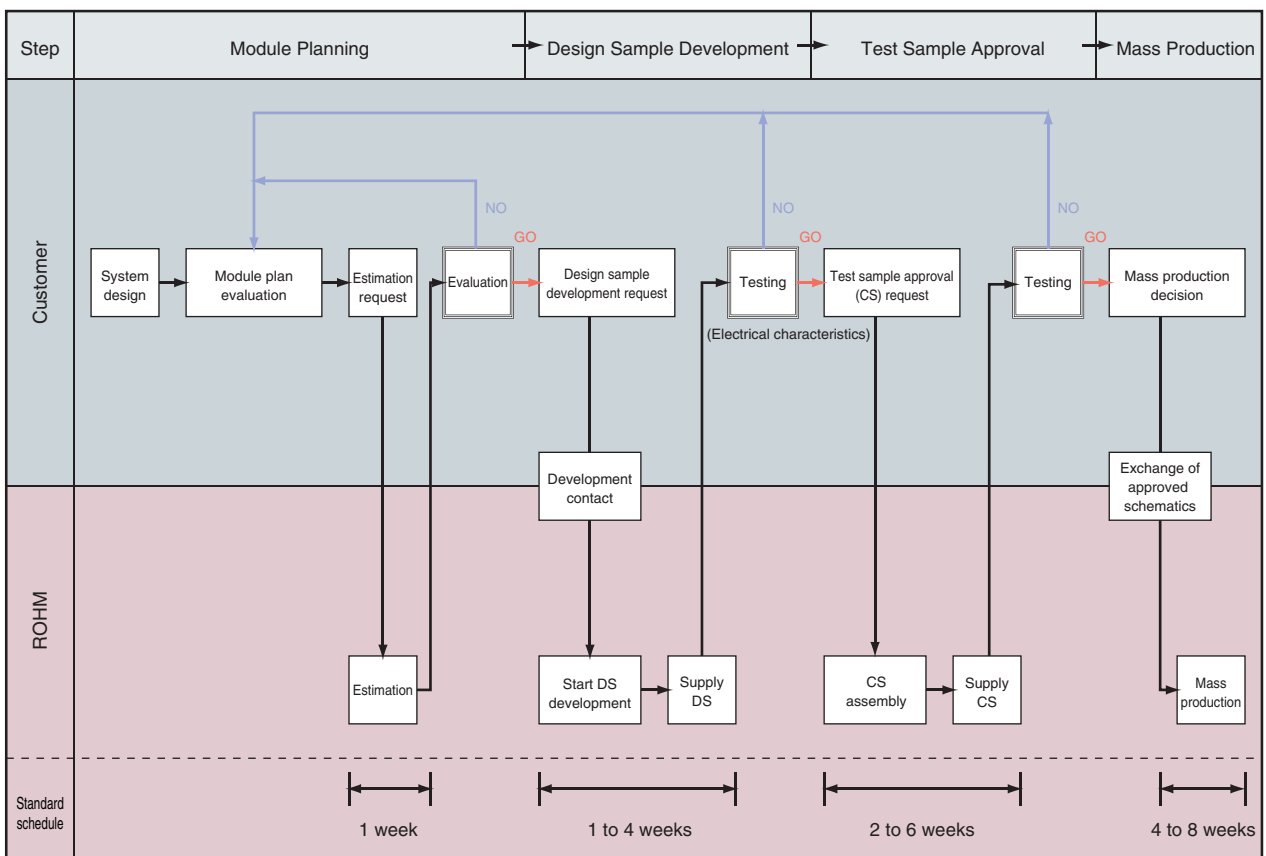 Step
Module Planning
Design Sample Development
Test Sample Approval
Mass Production
Customer
NO
GO
NO
GO
NO
GO
System
design
Module plan
evaluation
Estimation
request
Evaluation
Design sample
development request
Testing
(Electrical characteristics)
Test sample approval
(CS) request
Testing
Mass production
decision
Development
contact
Exchange of
approved
schematics
ROHM
Estimation
Start DS
development
Supply
DS
CS
assembly
Supply
CS
Mass
production
Standard
schedule
1 week
1 to 4 weeks
2 to 6 weeks
4 to 8 weeks